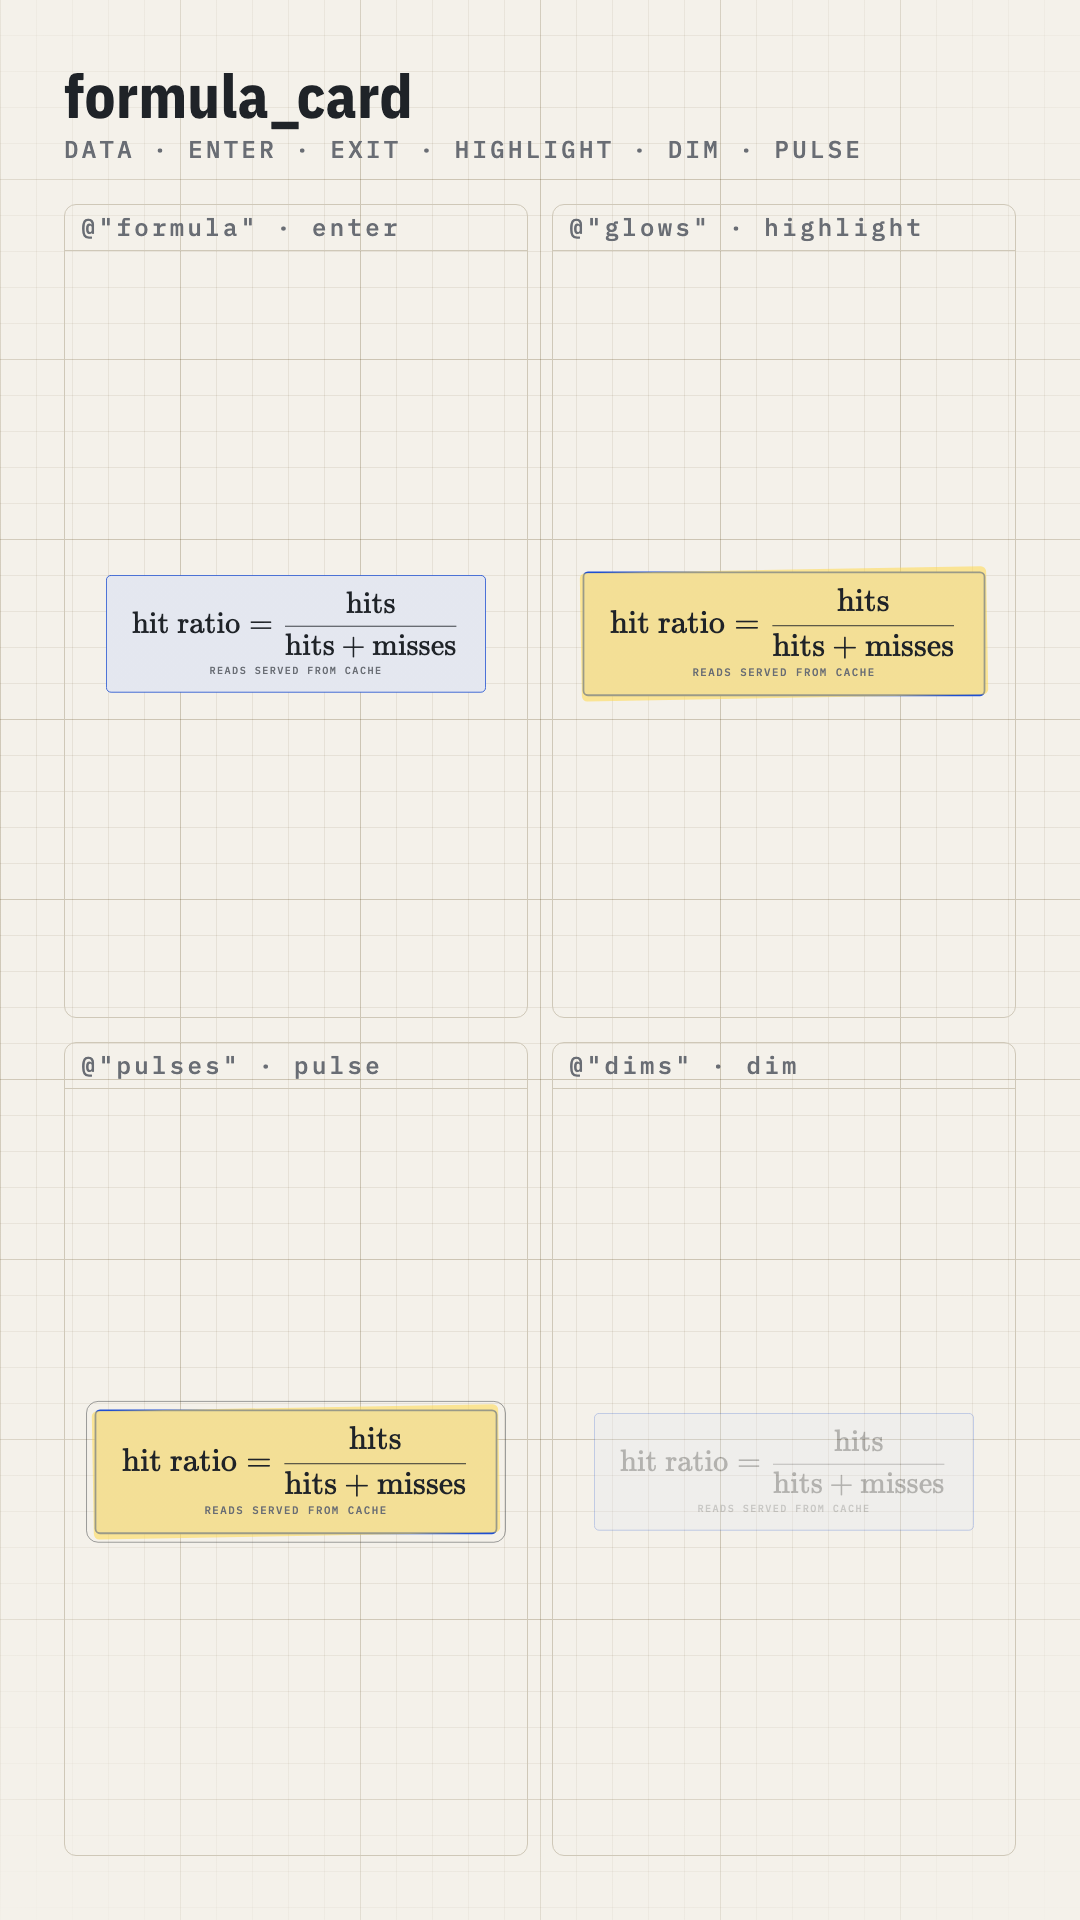 formula_card
DATA · ENTER · EXIT · HIGHLIGHT · DIM · PULSE
@"formula" · enter
hit ratio = hits / hits + misses
READS SERVED FROM CACHE
@"glows" · highlight
hit ratio = hits / hits + misses
READS SERVED FROM CACHE
@"pulses" · pulse
hit ratio = hits / hits + misses
READS SERVED FROM CACHE
@"dims" · dim
hit ratio = hits / hits + misses
READS SERVED FROM CACHE